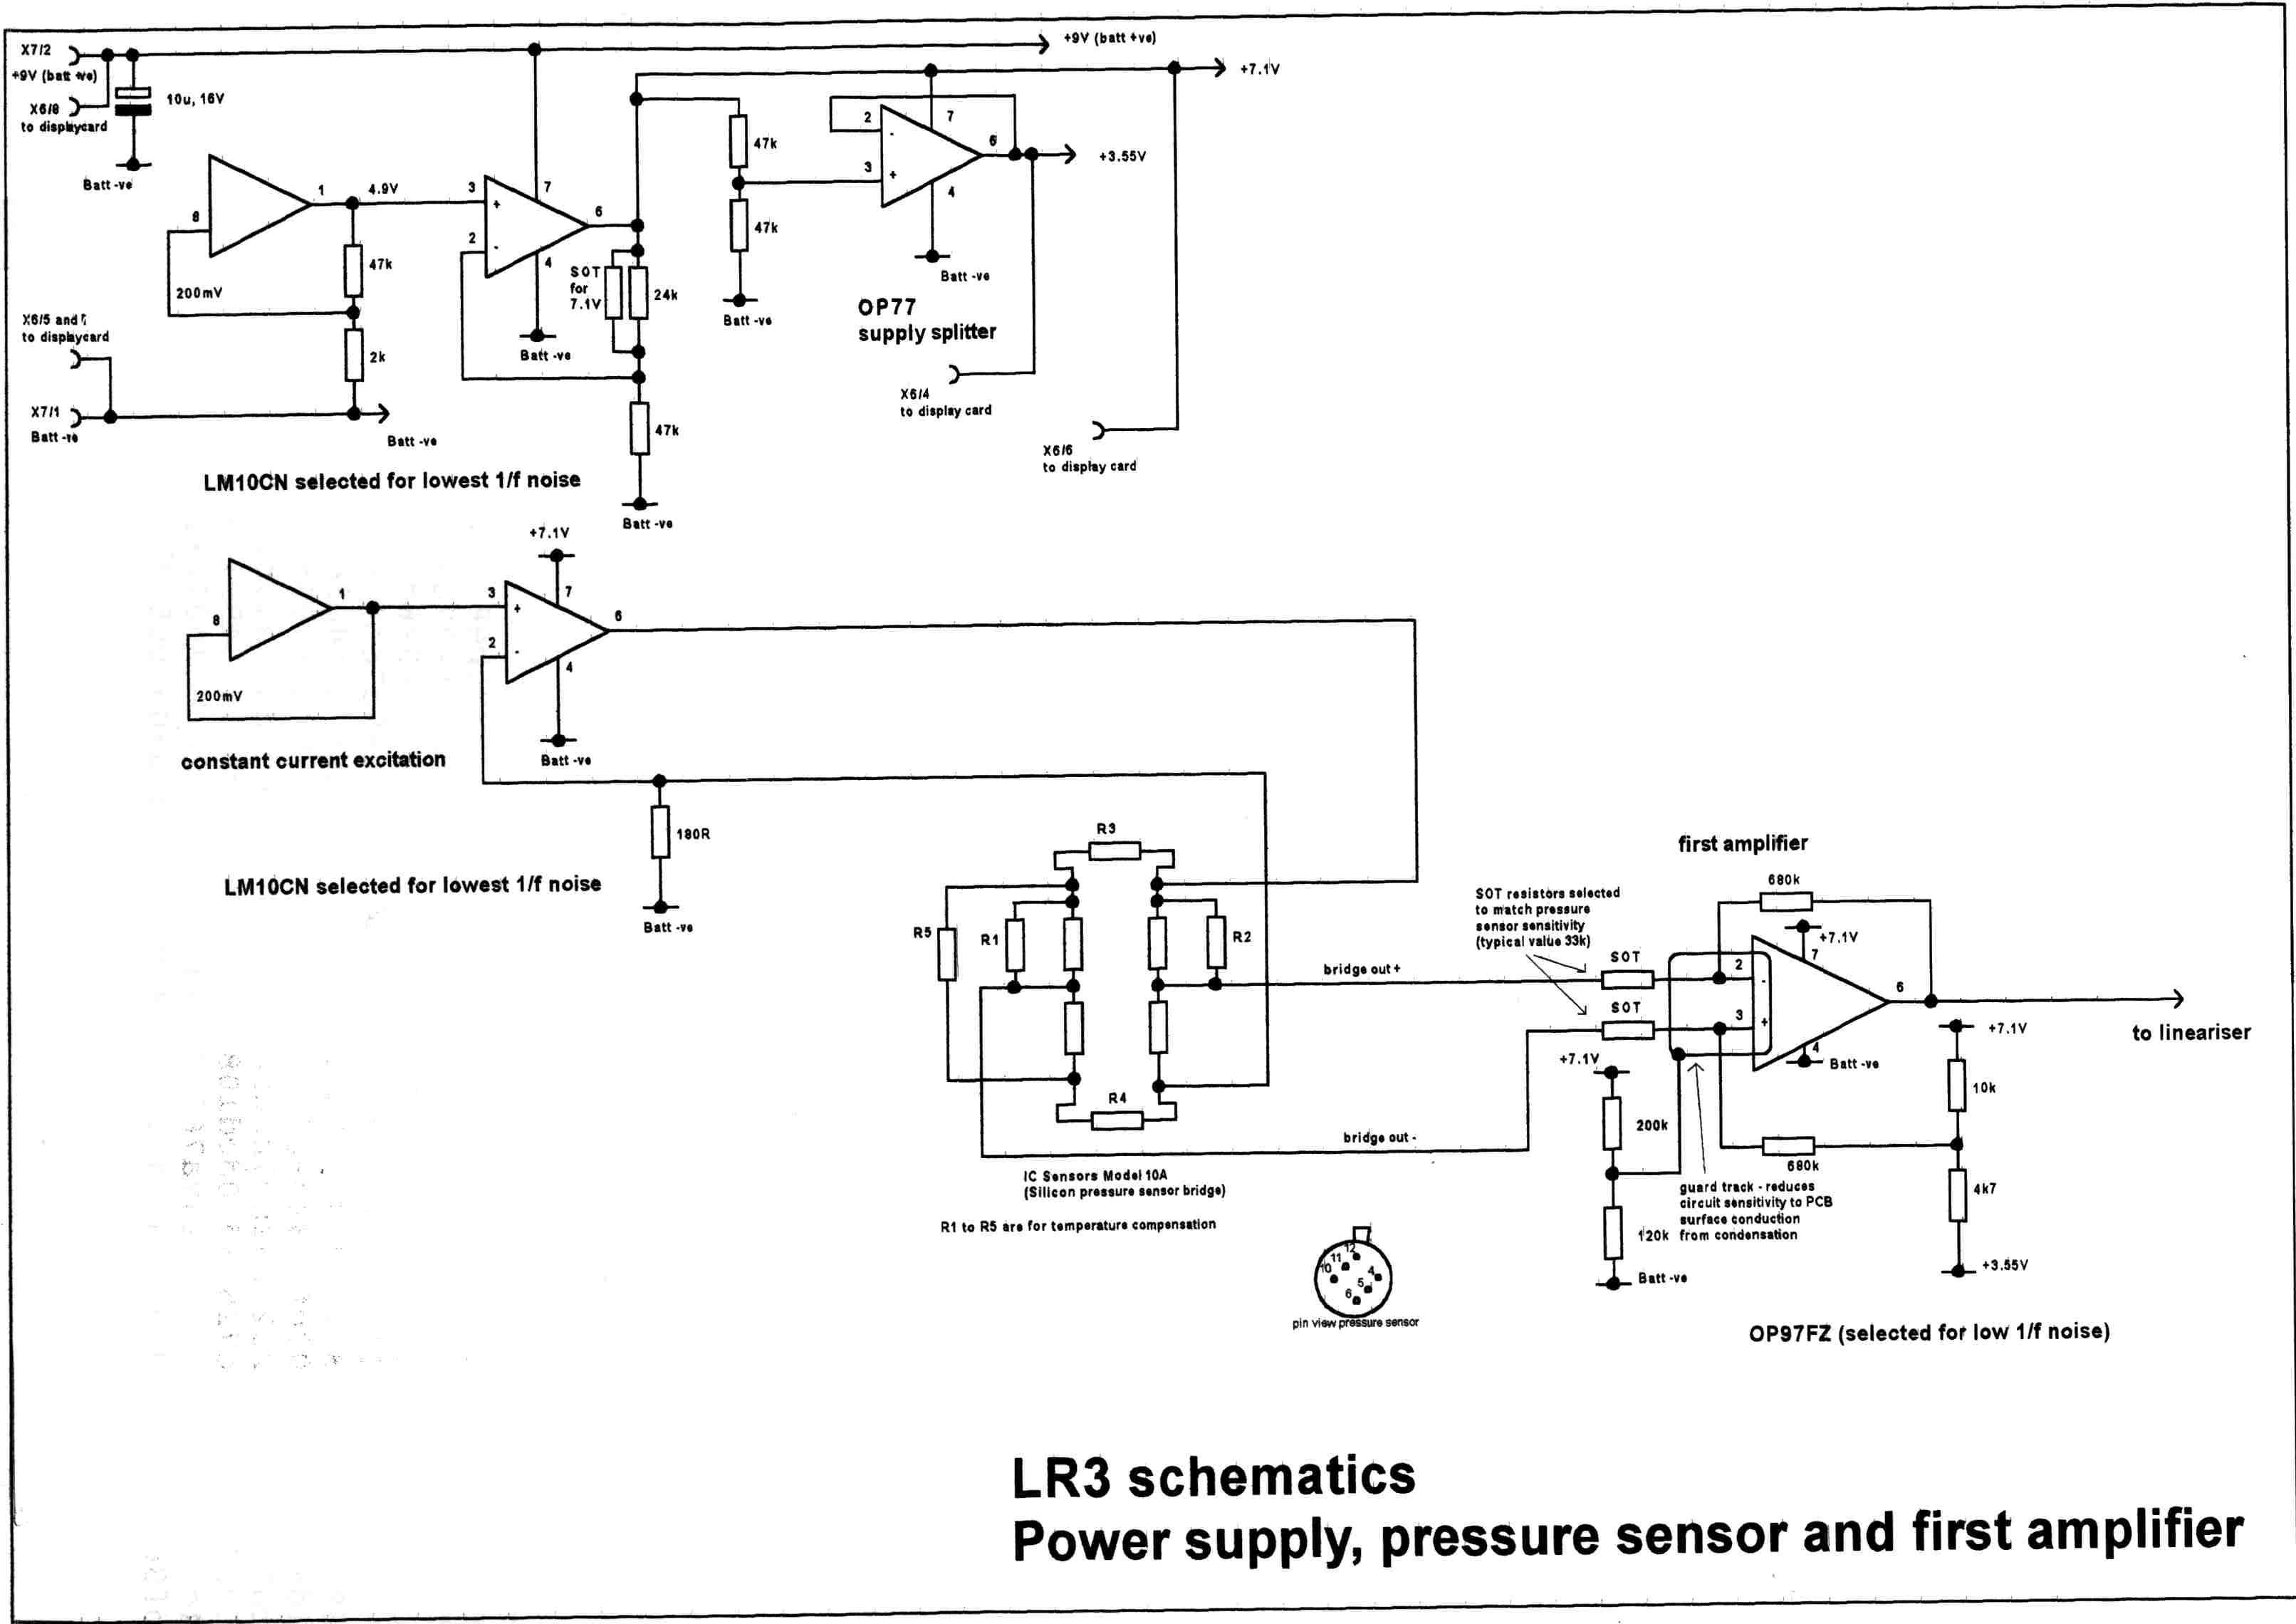 X7/2
+9V (batt +ve)
X6/8
to displaycard
10u, 16V
Batt -ve
+9V (batt +ve)
+7.1V
8
1
4.9V
200mV
47k
2k
X6/5 and
to displaycard
X7/1
Batt -ve
Batt -ve
3
+
2
-
7
6
4
Batt -ve
SOT
for
7.1V
24k
47k
Batt -ve
47k
47k
Batt -ve
2
-
3
+
7
6
4
+3.55V
Batt -ve
OP77
supply splitter
X6/4
to display card
X6/6
to display card
LM10CN selected for lowest 1/f noise
+7.1V
8
1
200mV
3
+
2
-
7
6
4
Batt -ve
constant current excitation
180R
Batt -ve
LM10CN selected for lowest 1/f noise
R3
R5
R1
R2
R4
bridge out +
bridge out -
IC Sensors Model 10A
(Silicon pressure sensor bridge)
R1 to R5 are for temperature compensation
12
11
10
4
5
6
pin view pressure sensor
first amplifier
SOT resistors selected
to match pressure
sensor sensitivity
(typical value 33k)
SOT
SOT
680k
+7.1V
7
2
-
3
+
6
4
Batt -ve
to lineariser
+7.1V
200k
120k
Batt -ve
guard track - reduces
circuit sensitivity to PCB
surface conduction
from condensation
680k
+7.1V
10k
4k7
+3.55V
OP97FZ (selected for low 1/f noise)
LR3 schematics
Power supply, pressure sensor and first amplifier